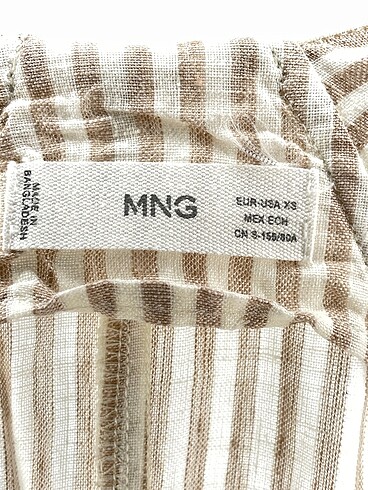 MADE IN
BANGLADESH
MNG
EUR-USA XS
MEX ECH
CN S-155/80A